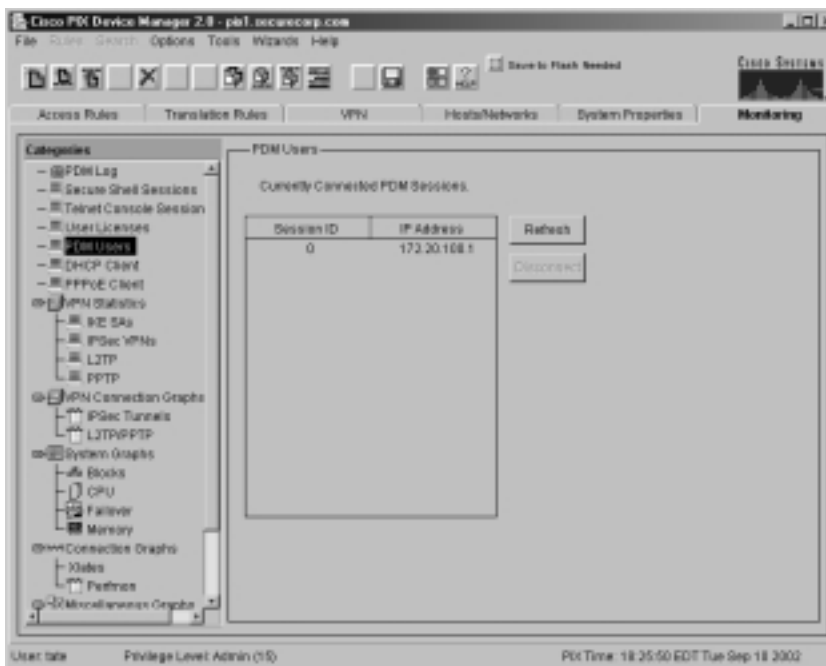 Cisco PIX Device Manager 2.0 - pix1.securecorp.com
File Rules Search Options Tools Wizards Help
Save to Flash Needed
CISCO SYSTEMS
Access Rules Translation Rules VPN Hosts/Networks System Properties Monitoring
Categories
PDM Log
Secure Shell Sessions
Telnet Console Session
User Licenses
PDM Users
DHCP Client
PPPoE Client
VPN Statistics
IKE SAs
IPSec VPNs
L2TP
PPTP
VPN Connection Graphs
IPSec Tunnels
L2TP/PPTP
System Graphs
Blocks
CPU
Failover
Memory
Connection Graphs
Xlates
Perfmon
Miscellaneous Graphs
PDM Users
Currently Connected PDM Sessions.
Session ID IP Address
0 172.20.108.1
Refresh
Disconnect
User: tate Privilege Level: Admin (15) PIX Time: 18:25:50 EDT Tue Sep 10 2002